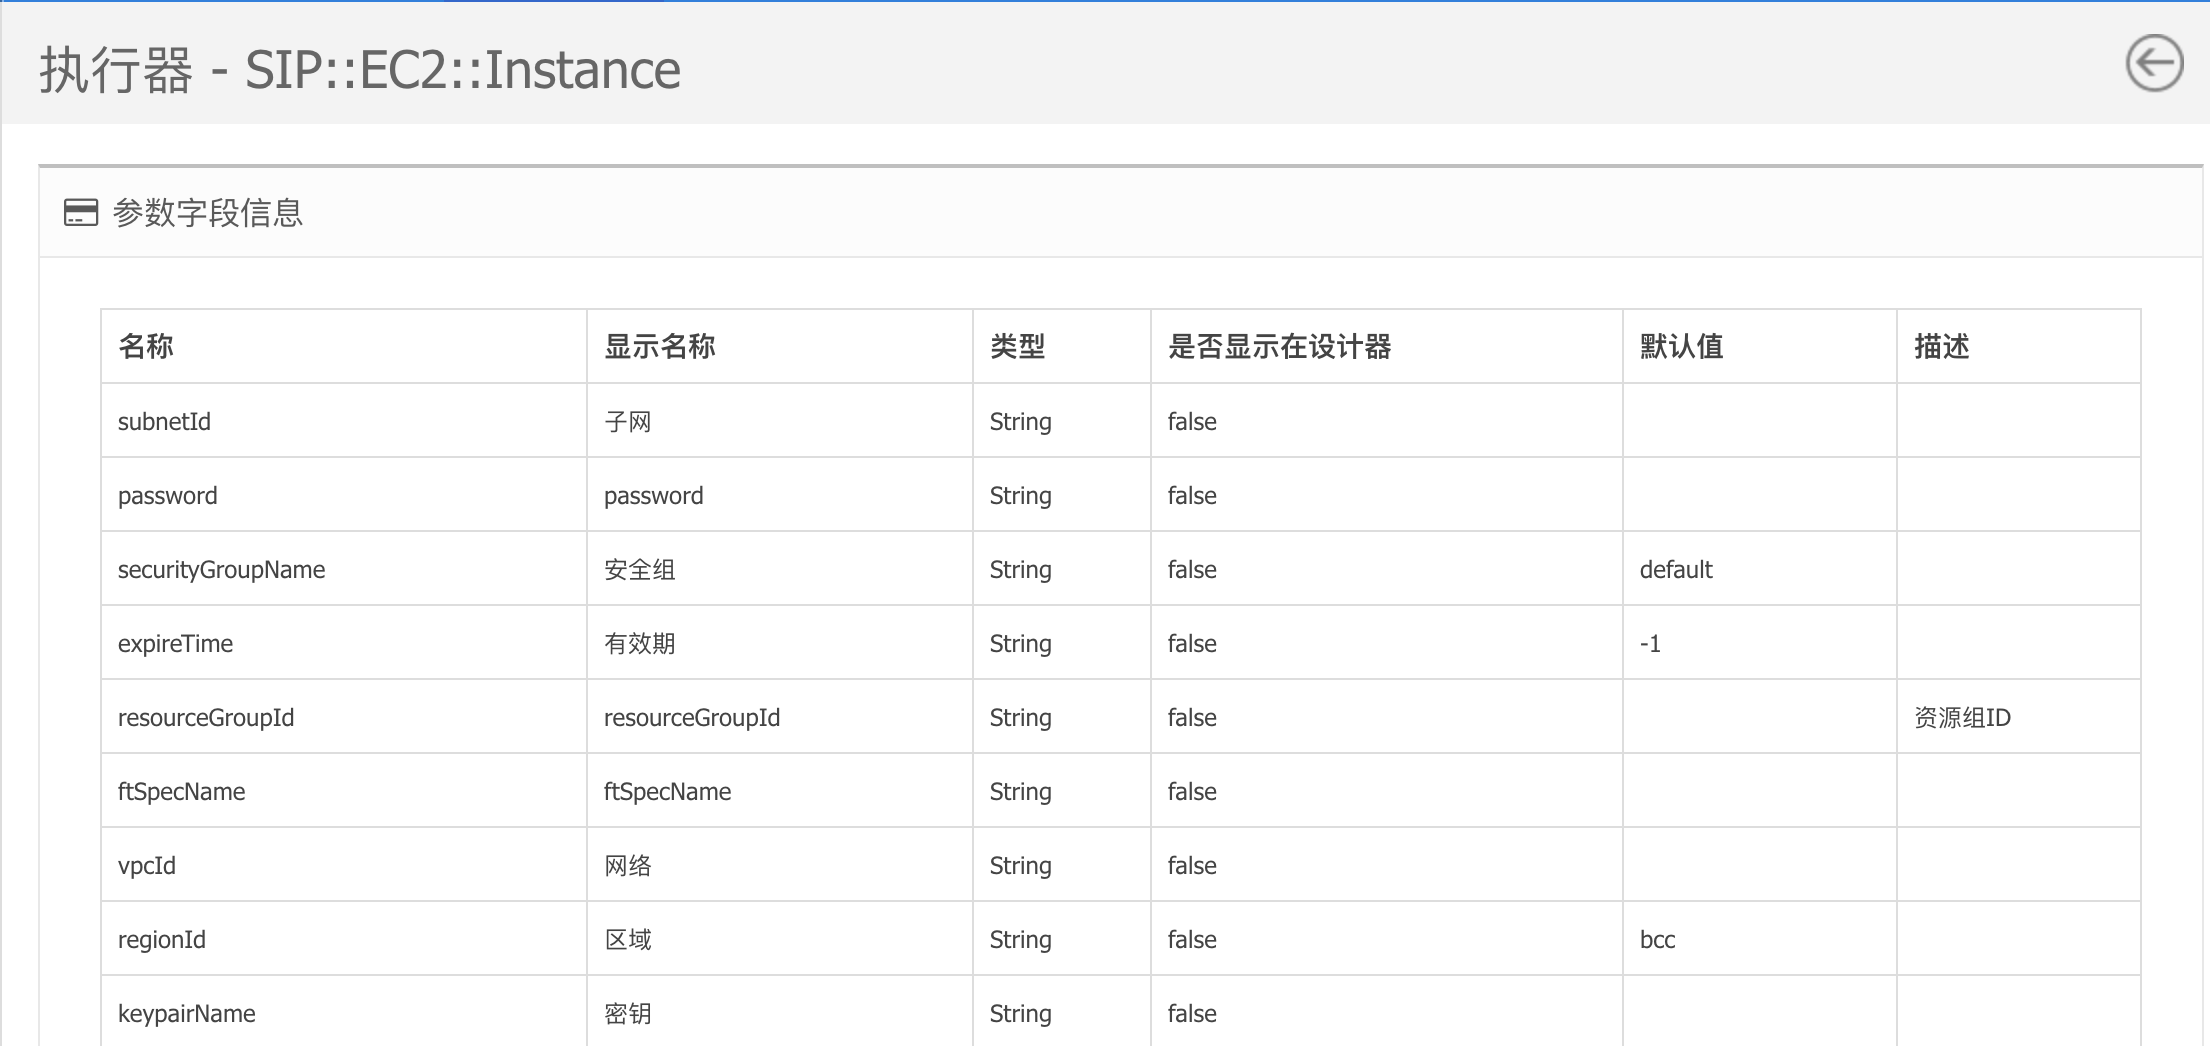 执行器 - SIP::EC2::Instance
参数字段信息
名称 显示名称 类型 是否显示在设计器 默认值 描述
subnetId 子网 String false
password password String false
securityGroupName 安全组 String false default
expireTime 有效期 String false -1
resourceGroupId resourceGroupId String false 资源组ID
ftSpecName ftSpecName String false
vpcId 网络 String false
regionId 区域 String false bcc
keypairName 密钥 String false